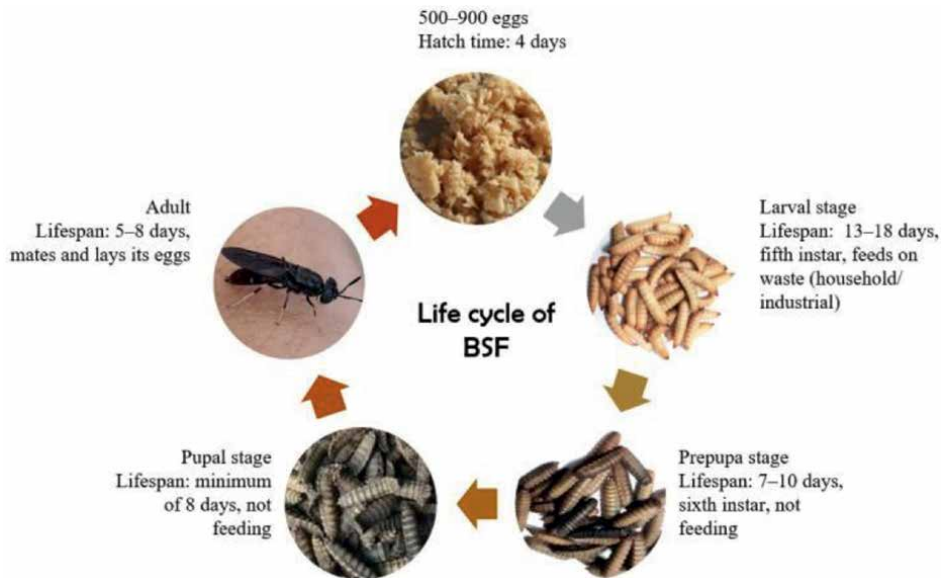 500–900 eggs
Hatch time: 4 days
Adult
Lifespan: 5–8 days,
mates and lays its eggs
Larval stage
Lifespan: 13–18 days,
fifth instar, feeds on
waste (household/
industrial)
Life cycle of
BSF
Pupal stage
Lifespan: minimum
of 8 days, not
feeding
Prepupa stage
Lifespan: 7–10 days,
sixth instar, not
feeding